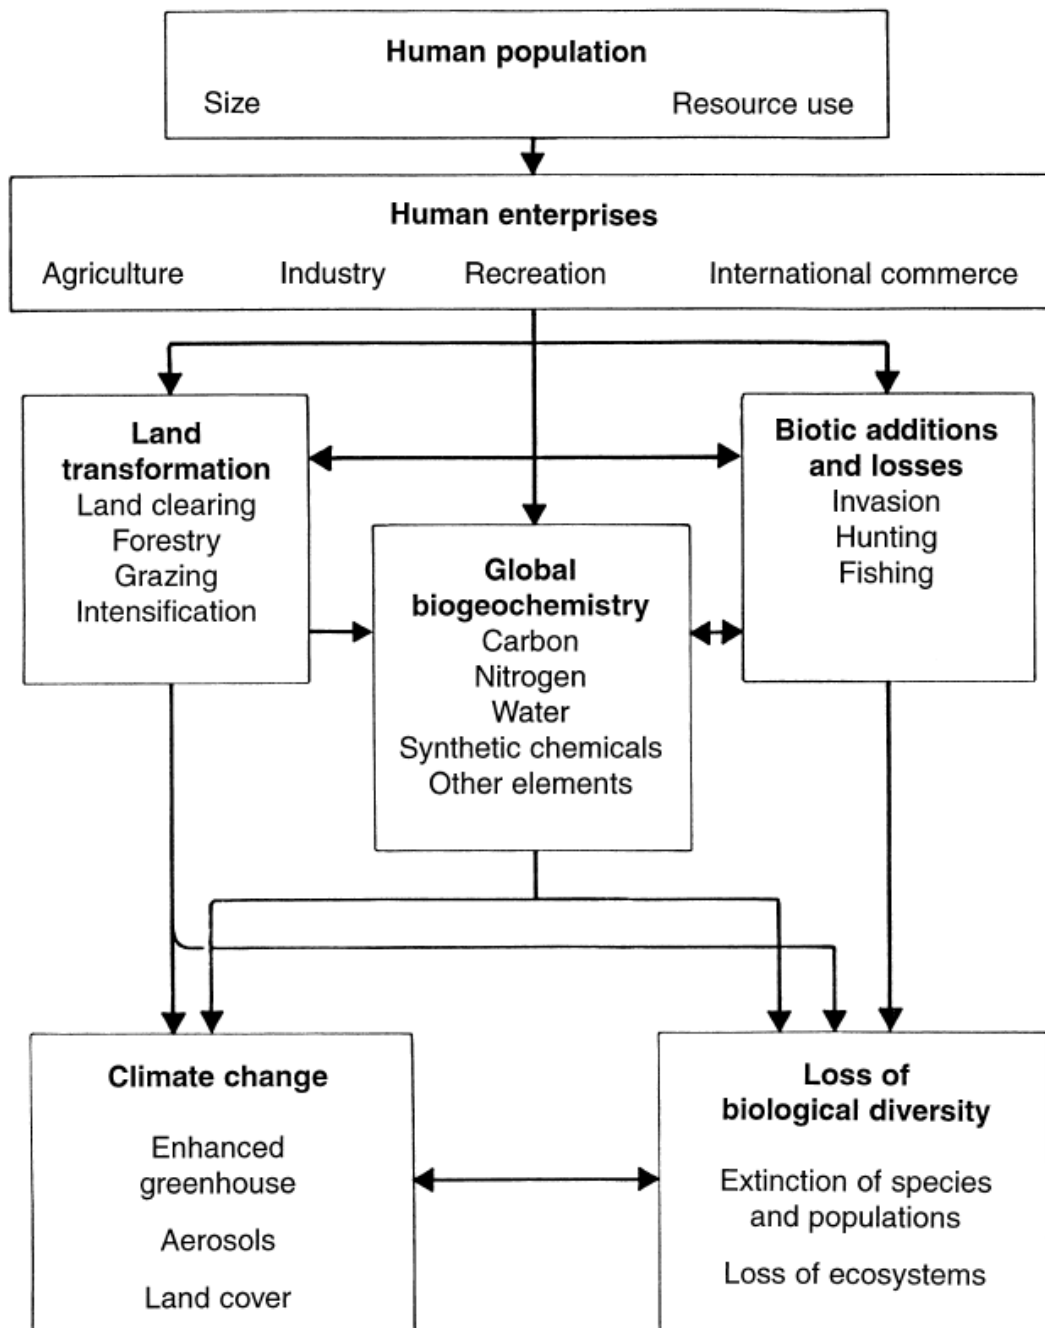 Human population
Size Resource use
Human enterprises
Agriculture Industry Recreation International commerce
Land
transformation
Land clearing
Forestry
Grazing
Intensification
Biotic additions
and losses
Invasion
Hunting
Fishing
Global
biogeochemistry
Carbon
Nitrogen
Water
Synthetic chemicals
Other elements
Climate change
Enhanced
greenhouse
Aerosols
Land cover
Loss of
biological diversity
Extinction of species
and populations
Loss of ecosystems